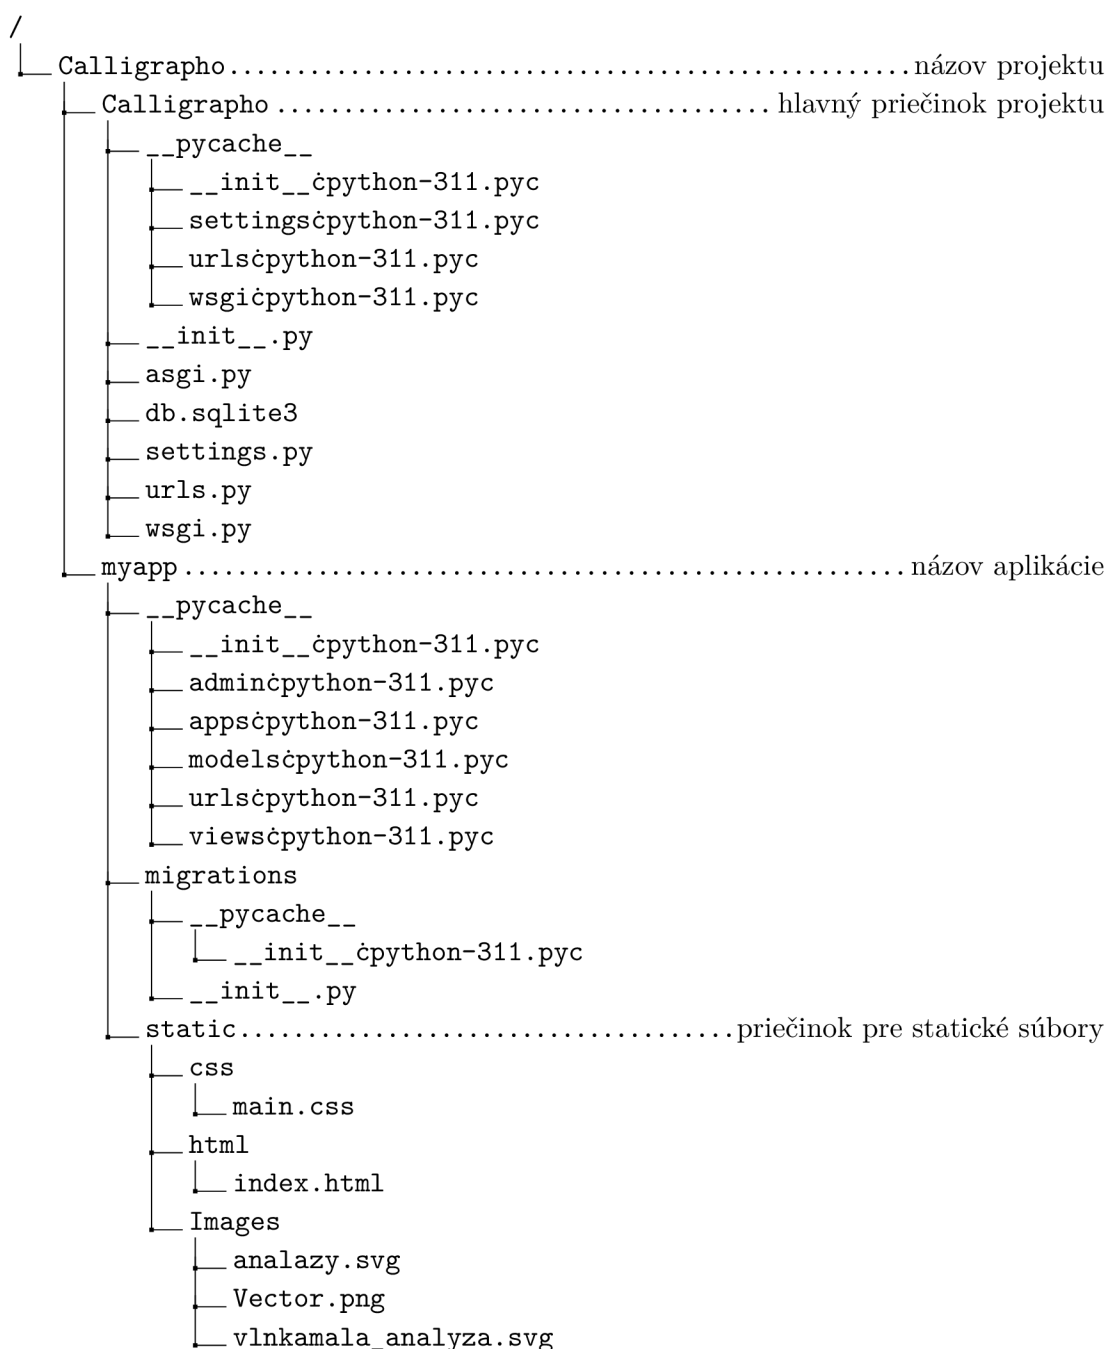 /
Calligrapho........................................................názov projektu
Calligrapho........................................hlavný priečinok projektu
__pycache__
__init__ċpython-311.pyc
settingsċpython-311.pyc
urlsċpython-311.pyc
wsgiċpython-311.pyc
__init__.py
asgi.py
db.sqlite3
settings.py
urls.py
wsgi.py
myapp............................................................názov aplikácie
__pycache__
__init__ċpython-311.pyc
adminċpython-311.pyc
appsċpython-311.pyc
modelsċpython-311.pyc
urlsċpython-311.pyc
viewsċpython-311.pyc
migrations
__pycache__
__init__ċpython-311.pyc
__init__.py
static........................................priečinok pre statické súbory
css
main.css
html
index.html
Images
analazy.svg
Vector.png
vlnkamala_analyza.svg